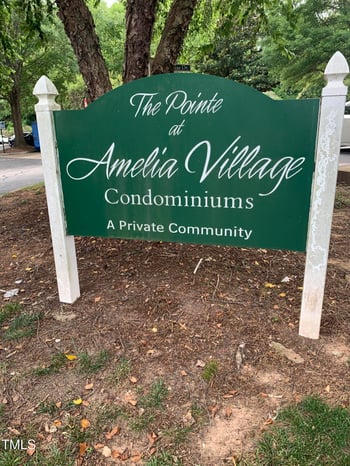 The Pointe
at
Amelia Village
Condominiums
A Private Community
TMLS